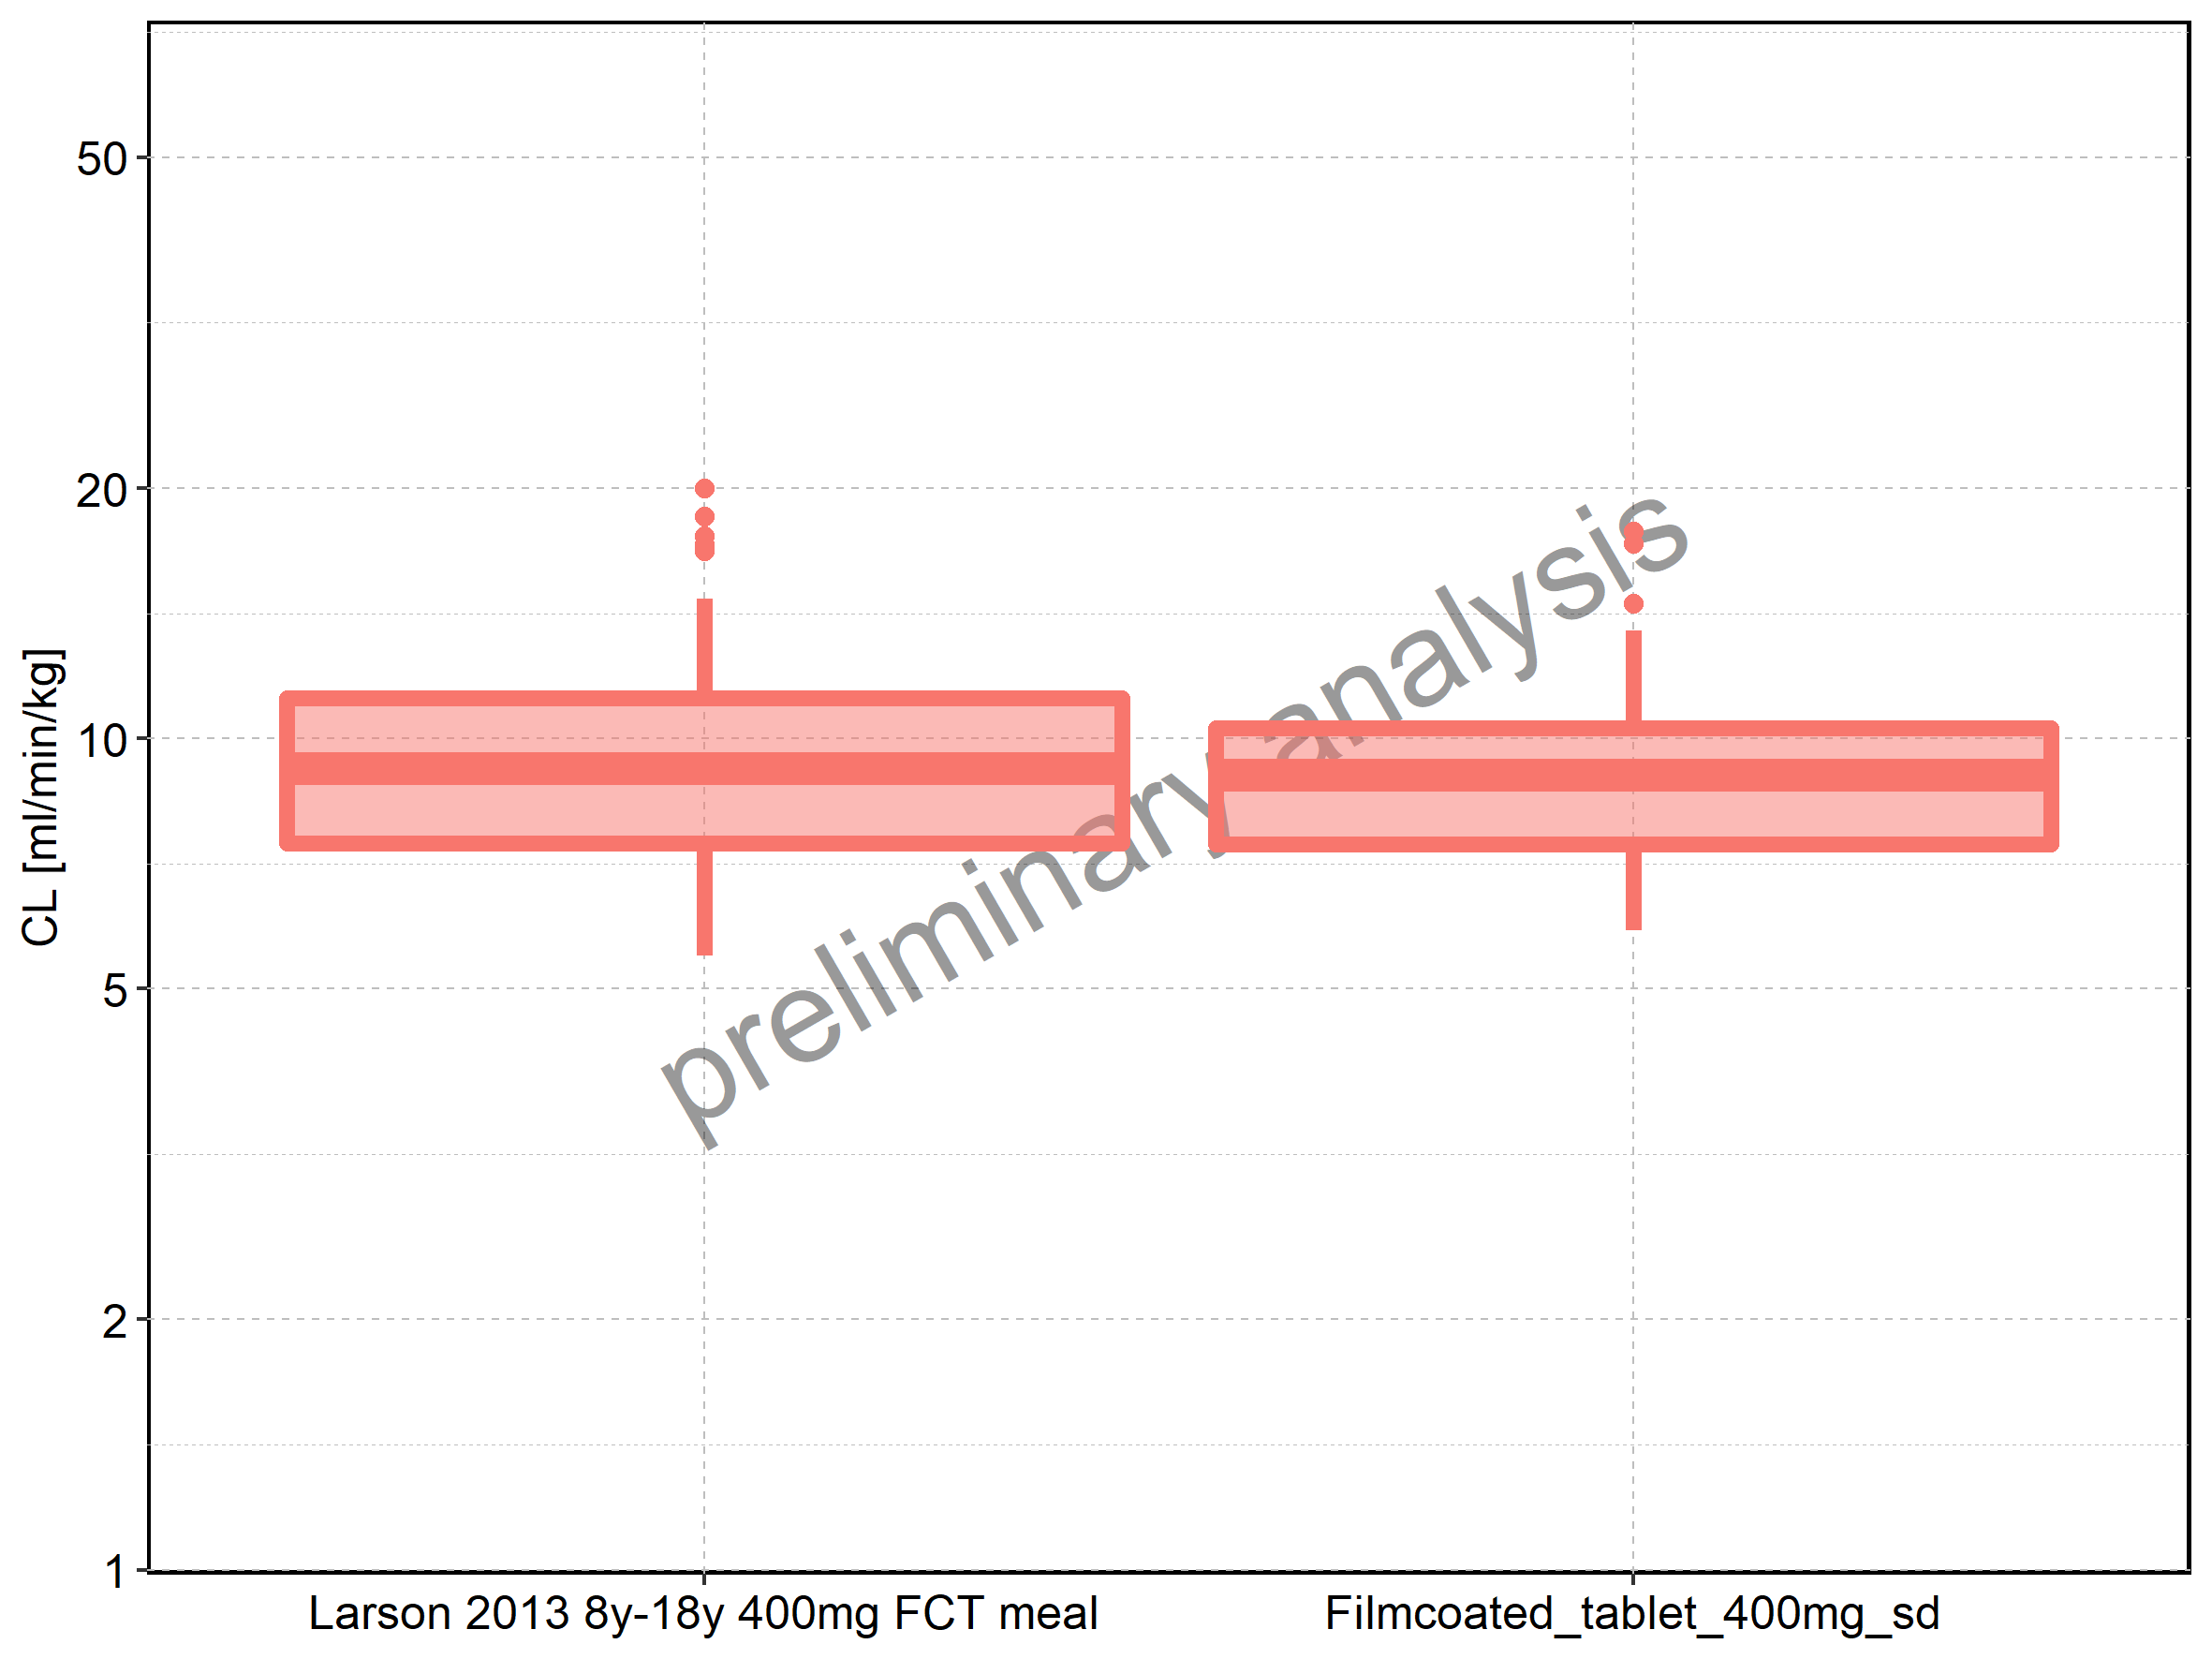 CL [ml/min/kg]
50
20
10
5
2
1
preliminary analysis
Larson 2013 8y-18y 400mg FCT meal
Filmcoated_tablet_400mg_sd